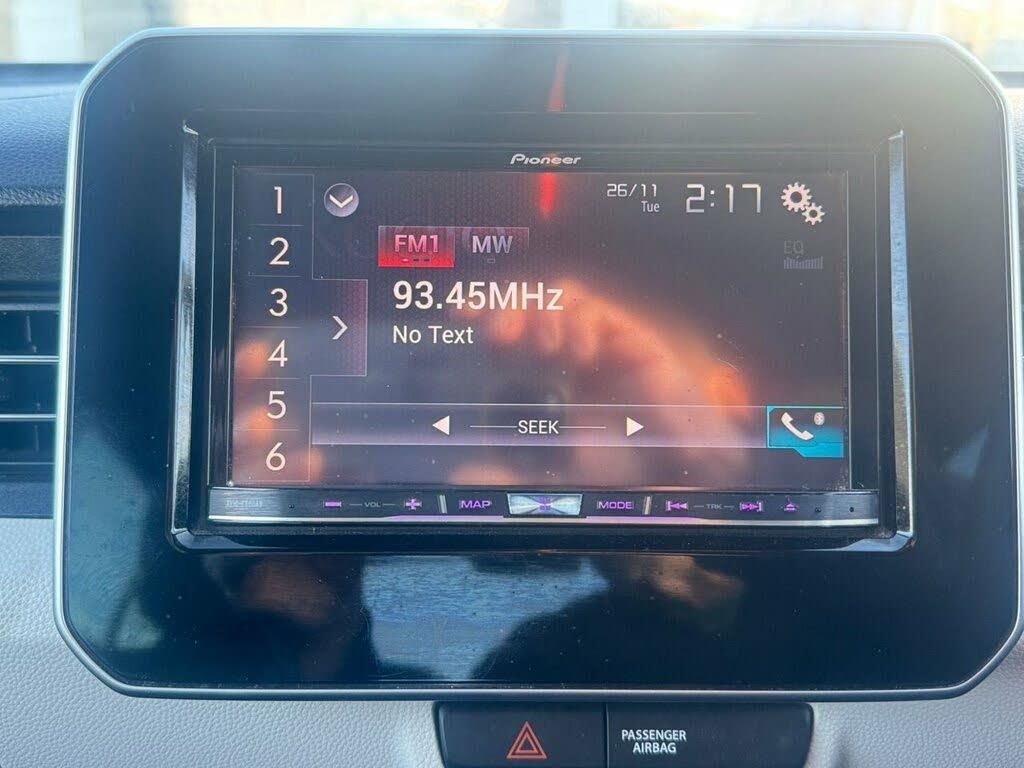 Pioneer
26/11
Tue
2:17
EQ
1
2
3
4
5
6
FM1 MW
93.45MHz
No Text
SEEK
VOL MAP MODE TRK
PASSENGER
AIRBAG